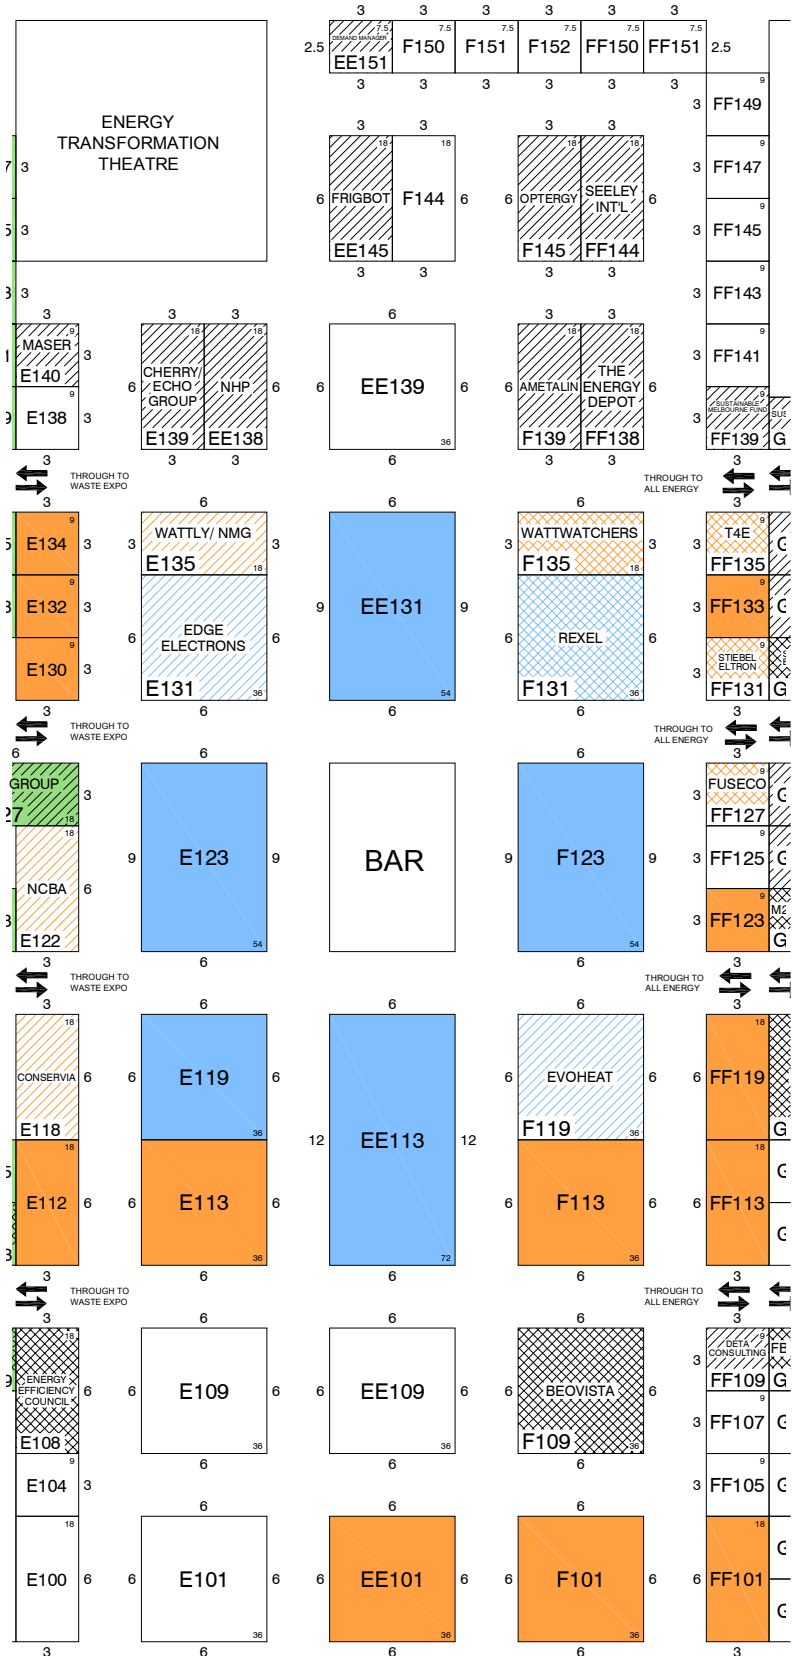 3 3 3 3 3 3
2.5 DEMAND MANAGER 7.5 EE151 F150 7.5 F151 7.5 F152 7.5 FF150 7.5 FF151 7.5 2.5
3 3 3 3 3 3
ENERGY
TRANSFORMATION
THEATRE
3 FF149 9
3 3 3 3
3 3 FF147 9
6 FRIGBOT 18 EE145 F144 18 6
6 OPTERGY 18 F145 SEELEY
INT'L 18 FF144 6
3 3 FF145 9
3 3 3 3
3 3 FF143 9
3 3 3 6 3 3
MASER 9 E140 3
3 FF141 9
6 CHERRY/
ECHO
GROUP 18 E139 NHP 18 EE138 6
6 EE139 36 6
AMETALIN 18 F139 THE
ENERGY
DEPOT 18 FF138 6
E138 9 3
3 SUSTAINABLE
MELBOURNE FUND 9 FF139
SUS
G
3 3 3 6 3 3 3
THROUGH TO
WASTE EXPO
THROUGH TO
ALL ENERGY
3 6 6 6 3
E134 9 3
3 WATTLY/ NMG E135 18 3
9 EE131 54 9
3 WATTWATCHERS F135 18 3
3 T4E 9 FF135
E132 9 3
6 EDGE
ELECTRONS E131 36 6
6 REXEL F131 36 6
3 FF133 9
E130 9 3
3 STIEBEL
ELTRON 9 FF131
G
3 6 6 6 3
THROUGH TO
WASTE EXPO
THROUGH TO
ALL ENERGY
6 6 6 6 3
GROUP 27 18 3
3 FUSECO 9 FF127
9 E123 54 9
BAR
9 F123 54 9
NCBA 18 E122 6
3 FF125 9
3 FF123 9
G
3 6 6 3
THROUGH TO
WASTE EXPO
THROUGH TO
ALL ENERGY
3 6 6 6 3
CONSERVIA 18 E118 6
6 E119 36 6
12 EE113 72 12
6 EVOHEAT F119 36 6
6 FF119 18
G
E112 18 6
6 E113 36 6
6 F113 36 6
6 FF113 18
3 6 6 6 3
THROUGH TO
WASTE EXPO
THROUGH TO
ALL ENERGY
3 6 6 6 3
ENERGY
EFFICIENCY
COUNCIL 18 E108 6
6 E109 36 6
6 EE109 36 6
6 BEOVISTA F109 36 6
3 DETA
CONSULTING 9 FF109
G
3 FF107 9
6 6 6
E104 9 3
3 FF105 9
6 6 6
E100 18 6
6 E101 36 6
6 EE101 36 6
6 F101 36 6
6 FF101 18
3 6 6 6 3